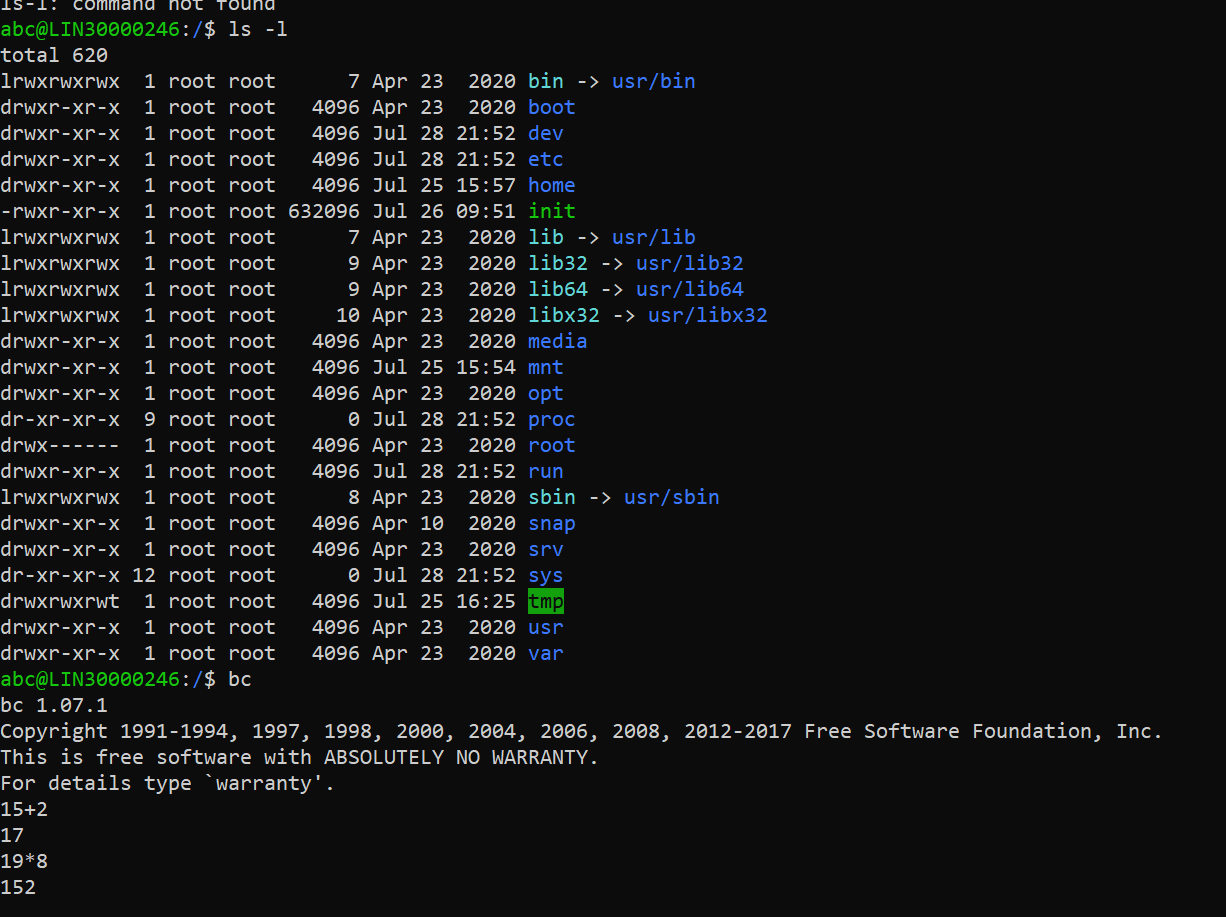 ls-l: command not found
abc@LIN30000246:/$ ls -l
total 620
lrwxrwxrwx  1 root root      7 Apr 23  2020 bin -> usr/bin
drwxr-xr-x  1 root root   4096 Apr 23  2020 boot
drwxr-xr-x  1 root root   4096 Jul 28 21:52 dev
drwxr-xr-x  1 root root   4096 Jul 28 21:52 etc
drwxr-xr-x  1 root root   4096 Jul 25 15:57 home
-rwxr-xr-x  1 root root 632096 Jul 26 09:51 init
lrwxrwxrwx  1 root root      7 Apr 23  2020 lib -> usr/lib
lrwxrwxrwx  1 root root      9 Apr 23  2020 lib32 -> usr/lib32
lrwxrwxrwx  1 root root      9 Apr 23  2020 lib64 -> usr/lib64
lrwxrwxrwx  1 root root     10 Apr 23  2020 libx32 -> usr/libx32
drwxr-xr-x  1 root root   4096 Apr 23  2020 media
drwxr-xr-x  1 root root   4096 Jul 25 15:54 mnt
drwxr-xr-x  1 root root   4096 Apr 23  2020 opt
dr-xr-xr-x  9 root root      0 Jul 28 21:52 proc
drwx------  1 root root   4096 Apr 23  2020 root
drwxr-xr-x  1 root root   4096 Jul 28 21:52 run
lrwxrwxrwx  1 root root      8 Apr 23  2020 sbin -> usr/sbin
drwxr-xr-x  1 root root   4096 Apr 10  2020 snap
drwxr-xr-x  1 root root   4096 Apr 23  2020 srv
dr-xr-xr-x 12 root root      0 Jul 28 21:52 sys
drwxrwxrwt  1 root root   4096 Jul 25 16:25 tmp
drwxr-xr-x  1 root root   4096 Apr 23  2020 usr
drwxr-xr-x  1 root root   4096 Apr 23  2020 var
abc@LIN30000246:/$ bc
bc 1.07.1
Copyright 1991-1994, 1997, 1998, 2000, 2004, 2006, 2008, 2012-2017 Free Software Foundation, Inc.
This is free software with ABSOLUTELY NO WARRANTY.
For details type `warranty'.
15+2
17
19*8
152